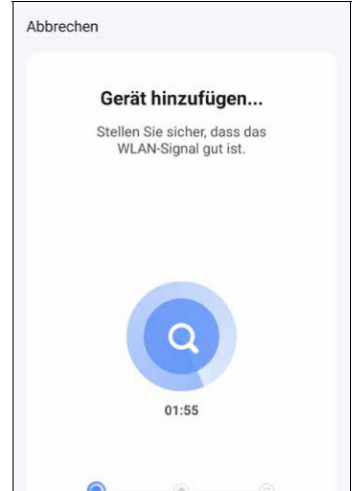 Abbrechen
Gerät hinzufügen...
Stellen Sie sicher, dass das
WLAN-Signal gut ist.
01:55